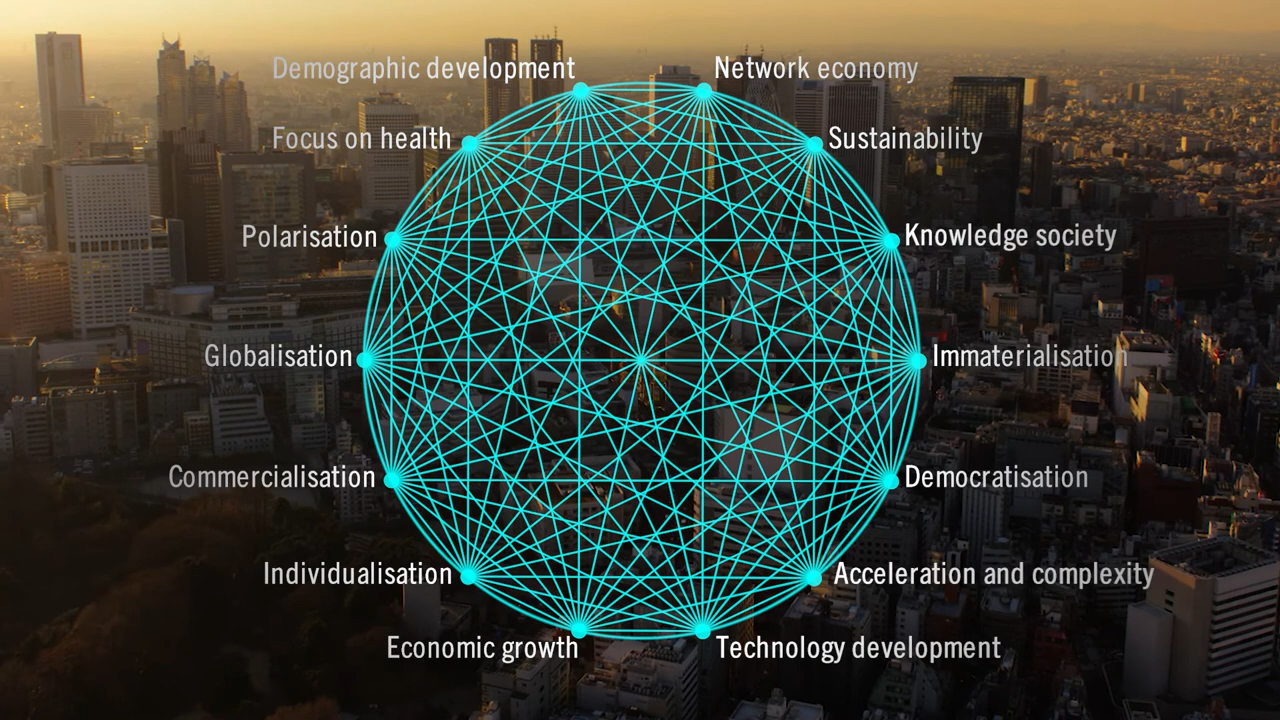 Demographic development
Network economy
Focus on health
Sustainability
Polarisation
Knowledge society
Globalisation
Immaterialisation
Commercialisation
Democratisation
Individualisation
Acceleration and complexity
Economic growth
Technology development